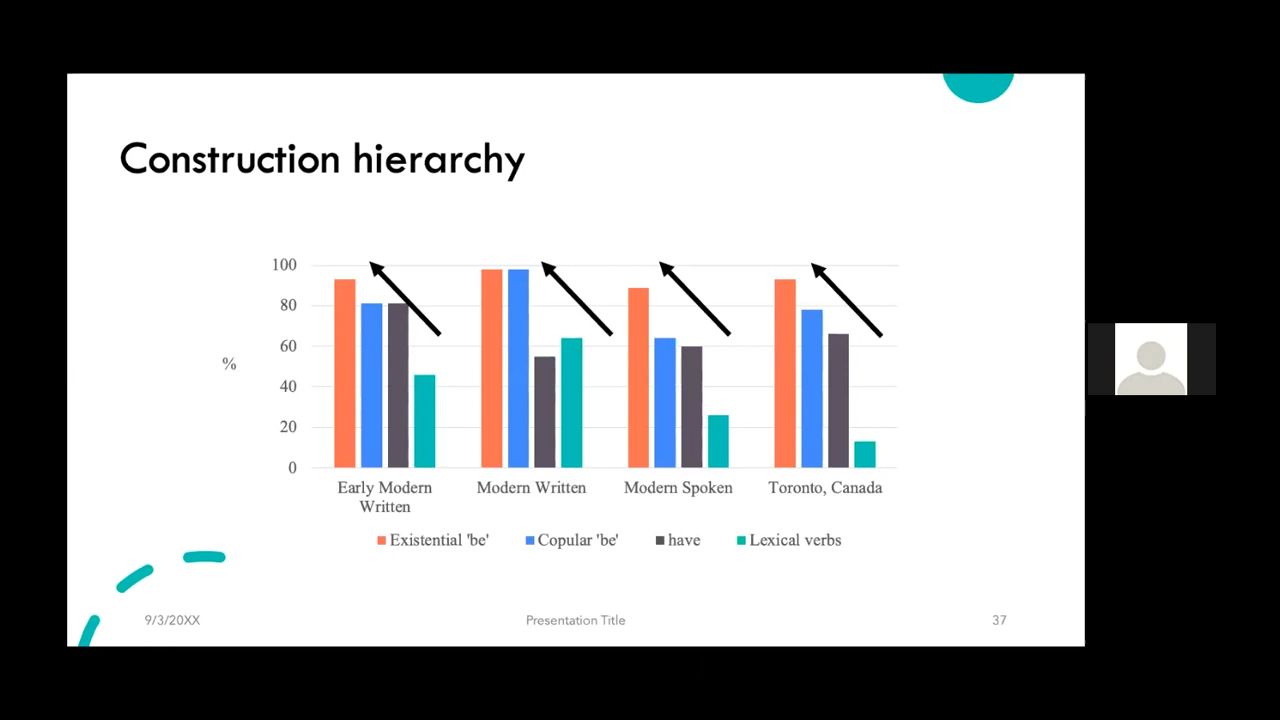 Construction hierarchy
100
80
60
%
40
20
0
Early Modern
Written
Modern Written
Modern Spoken
Toronto, Canada
Existential 'be'
Copular 'be'
have
Lexical verbs
9/3/20XX
Presentation Title
37